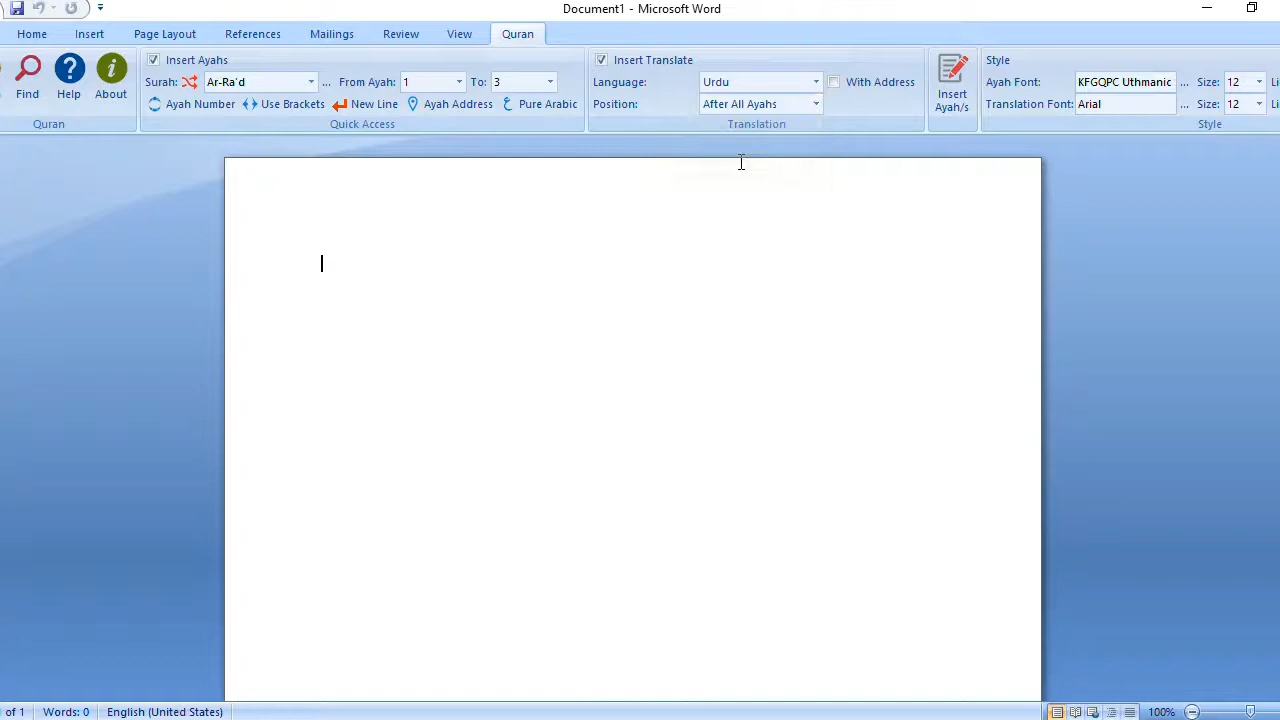 Document1 - Microsoft Word
Home Insert Page Layout References Mailings Review View Quran
Insert Ayahs Insert Translate Style
Surah: Ar-Ra'd ... From Ayah: 1 To: 3 Language: Urdu With Address Ayah Font: KFGQPC Uthmanic ... Size: 12
Find Help About Ayah Number Use Brackets New Line Ayah Address Pure Arabic Position: After All Ayah Insert Ayah/s Translation Font: Arial ... Size: 12
Quran Quick Access Translation Style
of 1 Words: 0 English (United States) 100%